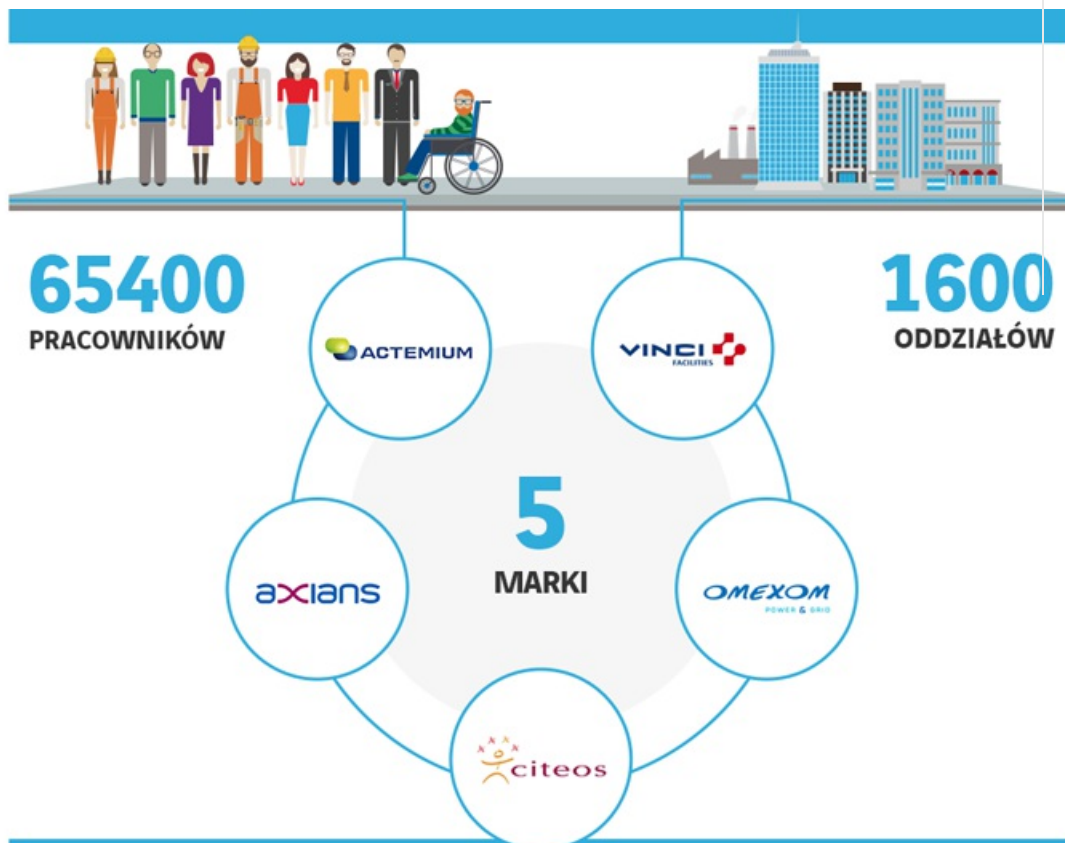 65400
PRACOWNIKÓW
1600
ODDZIAŁÓW
ACTEMIUM
VINCI
FACILITIES
5
MARKI
axians
OMEXOM
POWER & GRID
citeos